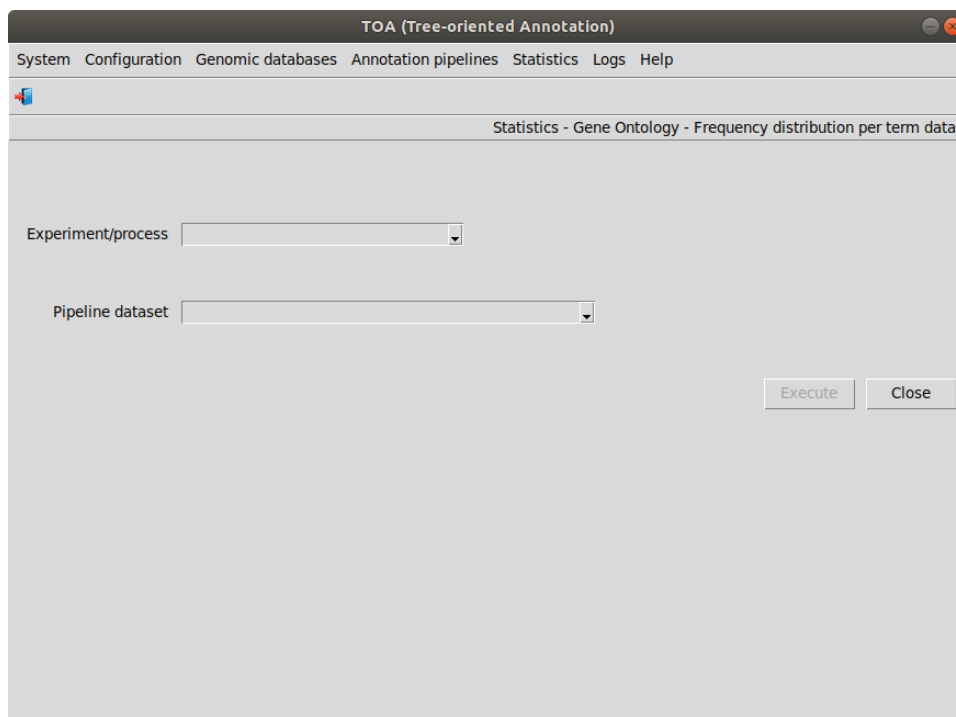 TOA (Tree-oriented Annotation)
System Configuration Genomic databases Annotation pipelines Statistics Logs Help
Statistics - Gene Ontology - Frequency distribution per term data
Experiment/process
Pipeline dataset
Execute Close